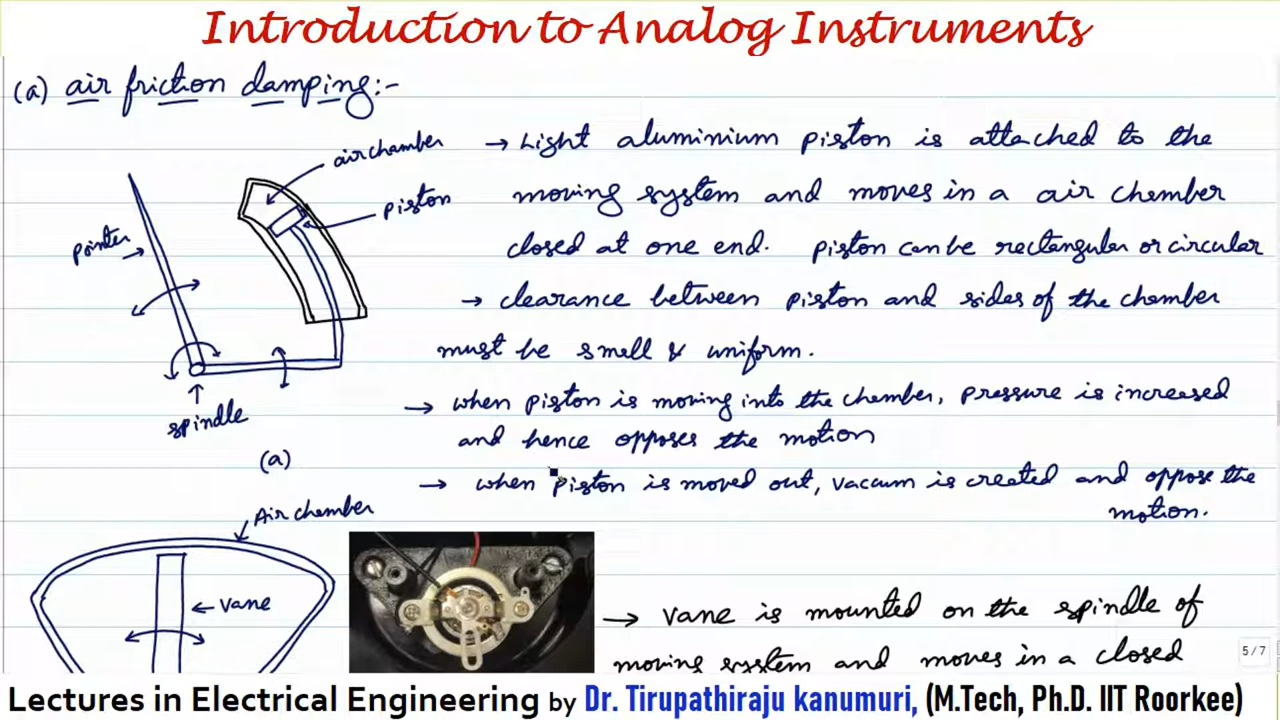 Introduction to Analog Instruments
(a) air friction damping:-
air chamber
piston
pointer
spindle
(a)
→ Light aluminium piston is attached to the
moving system and moves in a air chamber
closed at one end. piston can be rectangular or circular
→ clearance between piston and sides of the chamber
must be small & uniform.
→ when piston is moving into the chamber, pressure is increased
and hence opposes the motion
→ when piston is moved out, vaccum is created and oppose the
motion.
Air chamber
← vane
→ vane is mounted on the spindle of
moving system and moves in a closed
5/7
Lectures in Electrical Engineering by Dr. Tirupathiraju kanumuri, (M.Tech, Ph.D. IIT Roorkee)